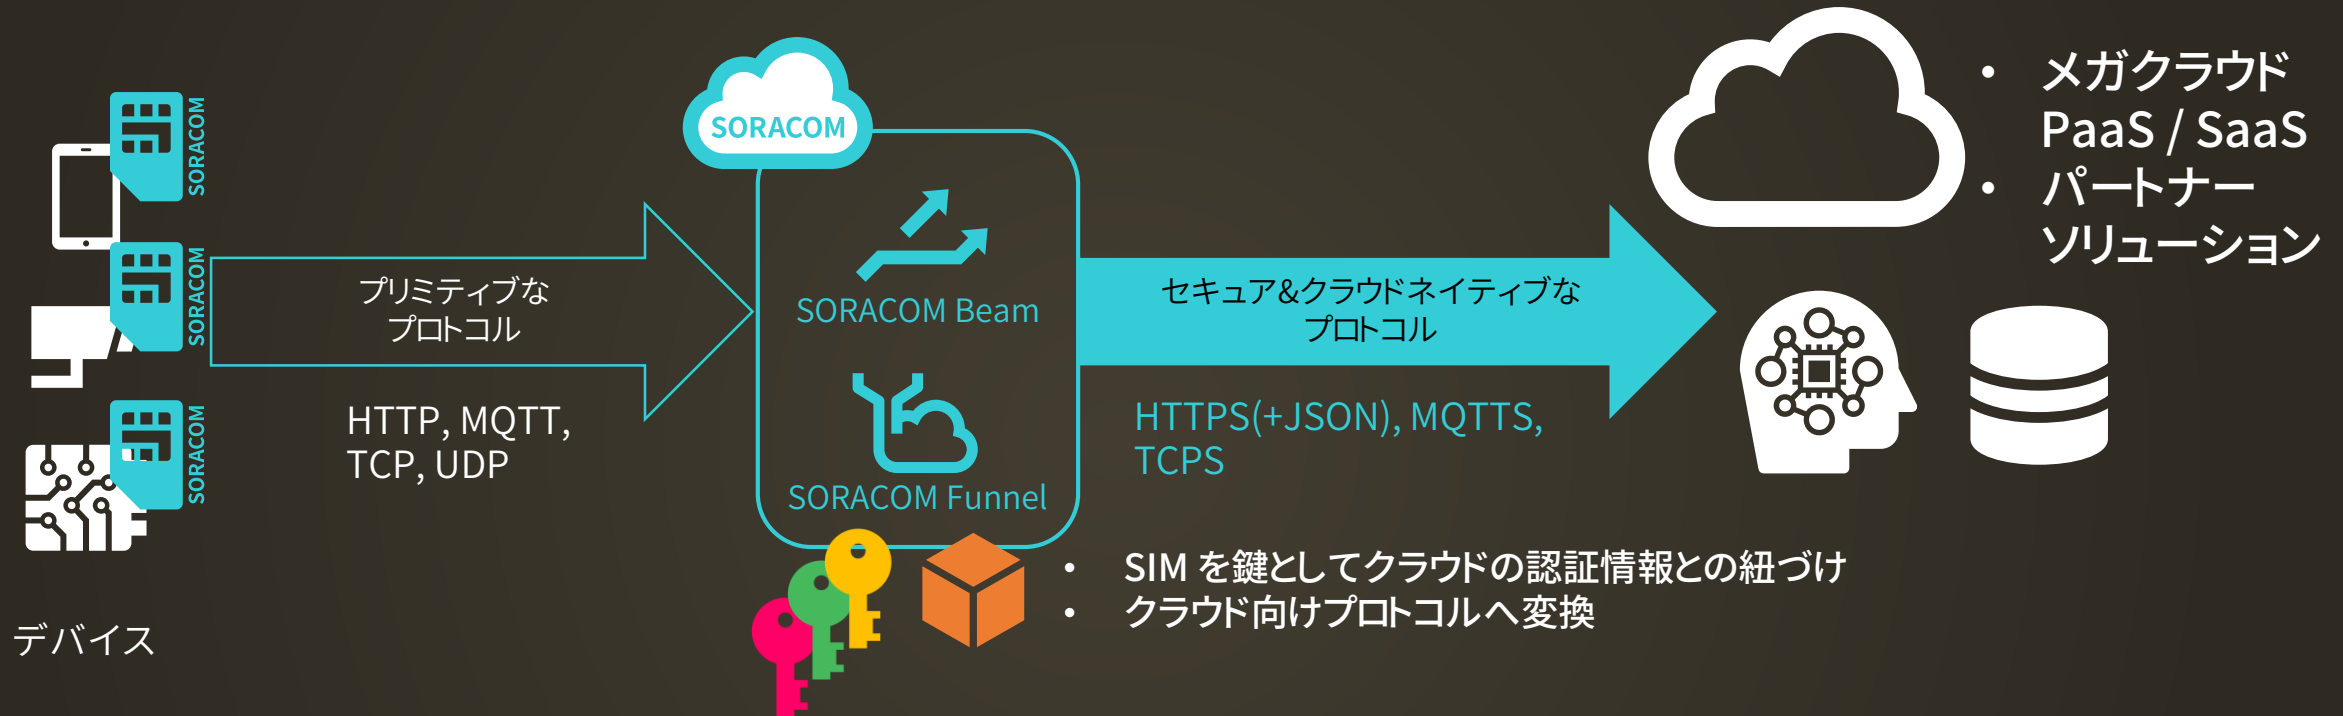 SORACOM
SORACOM
SORACOM
デバイス
プリミティブな
プロトコル
HTTP, MQTT,
TCP, UDP
SORACOM
SORACOM Beam
SORACOM Funnel
セキュア&クラウドネイティブな
プロトコル
HTTPS(+JSON), MQTTS,
TCPS
• メガクラウド
PaaS / SaaS
• パートナー
ソリューション
• SIM を鍵としてクラウドの認証情報との紐づけ
• クラウド向けプロトコルへ変換